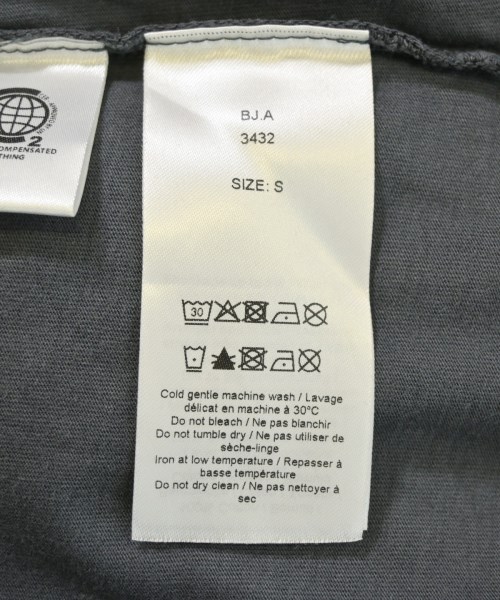 BJ.A
3432
SIZE: S
30
Cold gentle machine wash / Lavage
délicat en machine à 30°C
Do not bleach / Ne pas blanchir
Do not tumble dry / Ne pas utiliser de
sèche-linge
Iron at low temperature / Repasser à
basse température
Do not dry clean / Ne pas nettoyer à
sec
2
COMPENSATED
THING